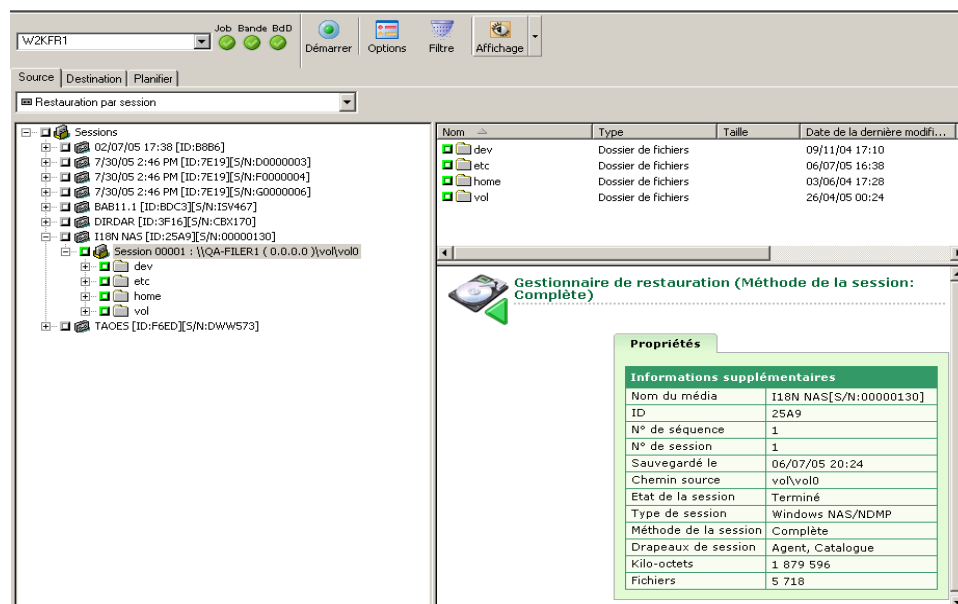 W2KFR1
Job Bande BdD
Démarrer Options Filtre Affichage
Source Destination Planifier
Restauration par session
Sessions
02/07/05 17:38 [ID:B8B6]
7/30/05 2:46 PM [ID:7E19][S/N:D0000003]
7/30/05 2:46 PM [ID:7E19][S/N:F0000004]
7/30/05 2:46 PM [ID:7E19][S/N:G0000006]
BAB11.1 [ID:BDC3][S/N:ISV467]
DIRDAR [ID:3F16][S/N:CBX170]
I18N NAS [ID:25A9][S/N:00000130]
Session 00001 : \\QA-FILER1 ( 0.0.0.0 )\vol\vol0
dev
etc
home
vol
TAOES [ID:F6ED][S/N:DWW573]
Nom Type Taille Date de la dernière modifi...
dev Dossier de fichiers 09/11/04 17:10
etc Dossier de fichiers 06/07/05 16:38
home Dossier de fichiers 03/06/04 17:28
vol Dossier de fichiers 26/04/05 00:24
Gestionnaire de restauration (Méthode de la session:
Complète)
Propriétés
Informations supplémentaires
Nom du média I18N NAS[S/N:00000130]
ID 25A9
N° de séquence 1
N° de session 1
Sauvegardé le 06/07/05 20:24
Chemin source vol\vol0
Etat de la session Terminé
Type de session Windows NAS/NDMP
Méthode de la session Complète
Drapeaux de session Agent, Catalogue
Kilo-octets 1 879 596
Fichiers 5 718